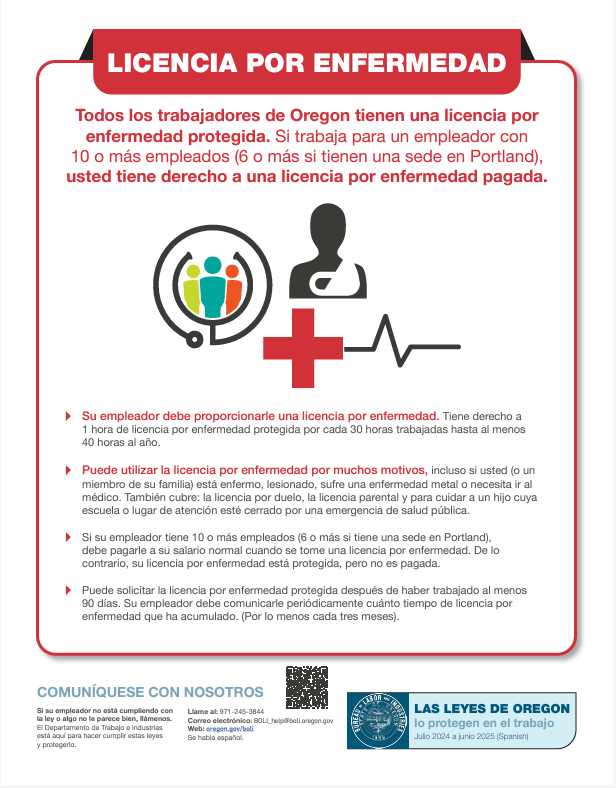 LICENCIA POR ENFERMEDAD
Todos los trabajadores de Oregon tienen una licencia por
enfermedad protegida. Si trabaja para un empleador con
10 o más empleados (6 o más si tienen una sede en Portland),
usted tiene derecho a una licencia por enfermedad pagada.
Su empleador debe proporcionarle una licencia por enfermedad. Tiene derecho a
1 hora de licencia por enfermedad protegida por cada 30 horas trabajadas hasta al menos
40 horas al año.
Puede utilizar la licencia por enfermedad por muchos motivos, incluso si usted (o un
miembro de su familia) está enfermo, lesionado, sufre una enfermedad metal o necesita ir al
médico. También cubre: la licencia por duelo, la licencia parental y para cuidar a un hijo cuya
escuela o lugar de atención esté cerrado por una emergencia de salud pública.
Si su empleador tiene 10 o más empleados (6 o más si tiene una sede en Portland),
debe pagarle a su salario normal cuando se tome una licencia por enfermedad. De lo
contrario, su licencia por enfermedad está protegida, pero no es pagada.
Puede solicitar la licencia por enfermedad protegida después de haber trabajado al menos
90 días. Su empleador debe comunicarle periódicamente cuánto tiempo de licencia por
enfermedad que ha acumulado. (Por lo menos cada tres meses).
COMUNÍQUESE CON NOSOTROS
Si su empleador no está cumpliendo con
la ley o algo no le parece bien, llámenos.
El Departamento de Trabajo e Industrias
está aquí para hacer cumplir estas leyes
y protegerlo.
Llame al: 971-245-3844
Correo electrónico: BOLI_help@boli.oregon.gov
Web: oregon.gov/boli
Se habla español.
BUREAU OF LABOR AND INDUSTRIES
LAS LEYES DE OREGON
lo protegen en el trabajo
Julio 2024 a junio 2025 (Spanish)